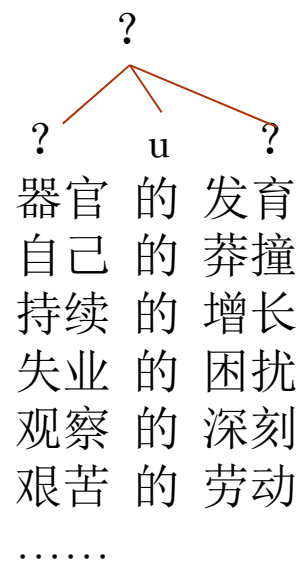 ?
? u ?
器官 的 发育
自己 的 莽撞
持续 的 增长
失业 的 困扰
观察 的 深刻
艰苦 的 劳动
……